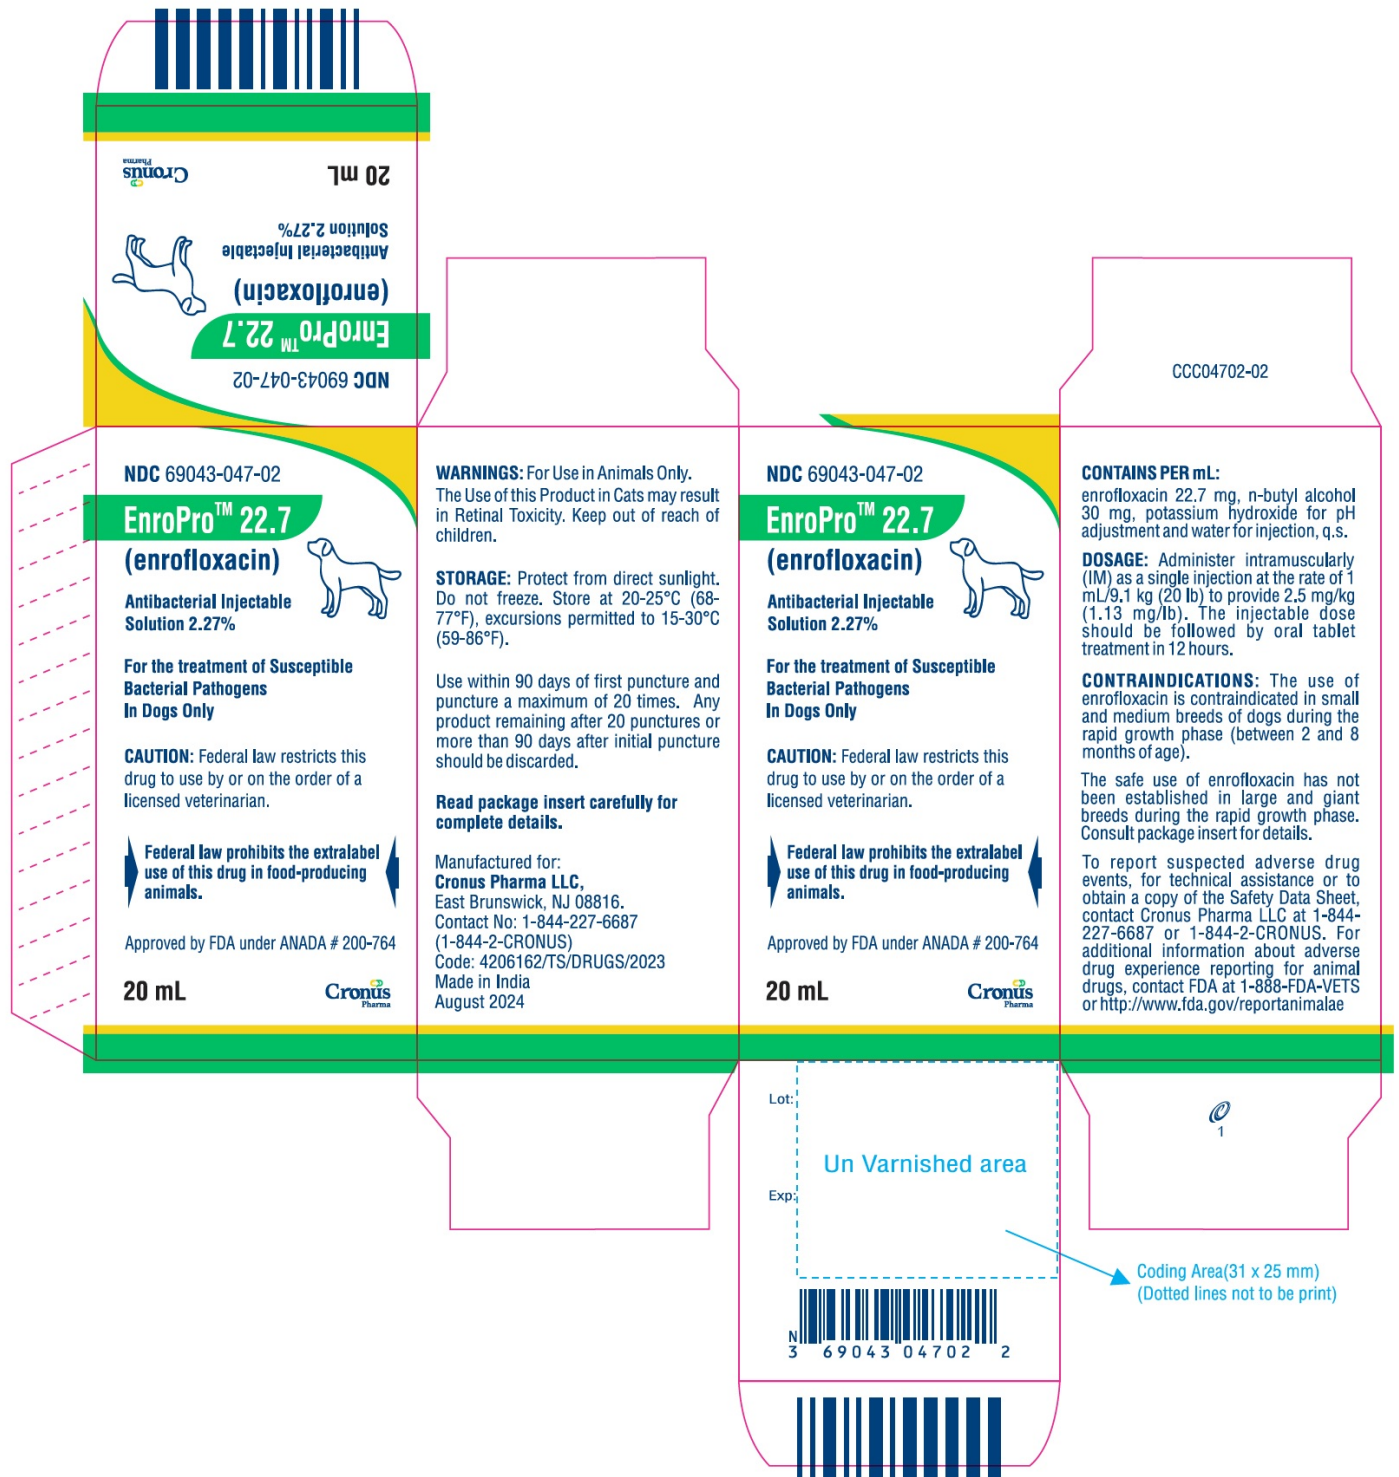 Cronus
Pharma
20 mL
Antibacterial Injectable
Solution 2.27%
(enrofloxacin)
EnroPro™ 22.7
NDC 69043-047-02
NDC 69043-047-02
EnroPro™ 22.7
(enrofloxacin)
Antibacterial Injectable
Solution 2.27%
For the treatment of Susceptible
Bacterial Pathogens
In Dogs Only
CAUTION: Federal law restricts this
drug to use by or on the order of a
licensed veterinarian.
Federal law prohibits the extralabel
use of this drug in food-producing
animals.
Approved by FDA under ANADA # 200-764
20 mL
Cronus
Pharma
WARNINGS: For Use in Animals Only.
The Use of this Product in Cats may result
in Retinal Toxicity. Keep out of reach of
children.
STORAGE: Protect from direct sunlight.
Do not freeze. Store at 20-25°C (68-
77°F), excursions permitted to 15-30°C
(59-86°F).
Use within 90 days of first puncture and
puncture a maximum of 20 times. Any
product remaining after 20 punctures or
more than 90 days after initial puncture
should be discarded.
Read package insert carefully for
complete details.
Manufactured for:
Cronus Pharma LLC,
East Brunswick, NJ 08816.
Contact No: 1-844-227-6687
(1-844-2-CRONUS)
Code: 4206162/TS/DRUGS/2023
Made in India
August 2024
NDC 69043-047-02
EnroPro™ 22.7
(enrofloxacin)
Antibacterial Injectable
Solution 2.27%
For the treatment of Susceptible
Bacterial Pathogens
In Dogs Only
CAUTION: Federal law restricts this
drug to use by or on the order of a
licensed veterinarian.
Federal law prohibits the extralabel
use of this drug in food-producing
animals.
Approved by FDA under ANADA # 200-764
20 mL
Cronus
Pharma
CCC04702-02
CONTAINS PER mL:
enrofloxacin 22.7 mg, n-butyl alcohol
30 mg, potassium hydroxide for pH
adjustment and water for injection, q.s.
DOSAGE: Administer intramuscularly
(IM) as a single injection at the rate of 1
mL/9.1 kg (20 lb) to provide 2.5 mg/kg
(1.13 mg/lb). The injectable dose
should be followed by oral tablet
treatment in 12 hours.
CONTRAINDICATIONS: The use of
enrofloxacin is contraindicated in small
and medium breeds of dogs during the
rapid growth phase (between 2 and 8
months of age).
The safe use of enrofloxacin has not
been established in large and giant
breeds during the rapid growth phase.
Consult package insert for details.
To report suspected adverse drug
events, for technical assistance or to
obtain a copy of the Safety Data Sheet,
contact Cronus Pharma LLC at 1-844-
227-6687 or 1-844-2-CRONUS. For
additional information about adverse
drug experience reporting for animal
drugs, contact FDA at 1-888-FDA-VETS
or http://www.fda.gov/reportanimalae
Lot:
Un Varnished area
Exp:
1
Coding Area(31 x 25 mm)
(Dotted lines not to be print)
N
3 69043 04702 2